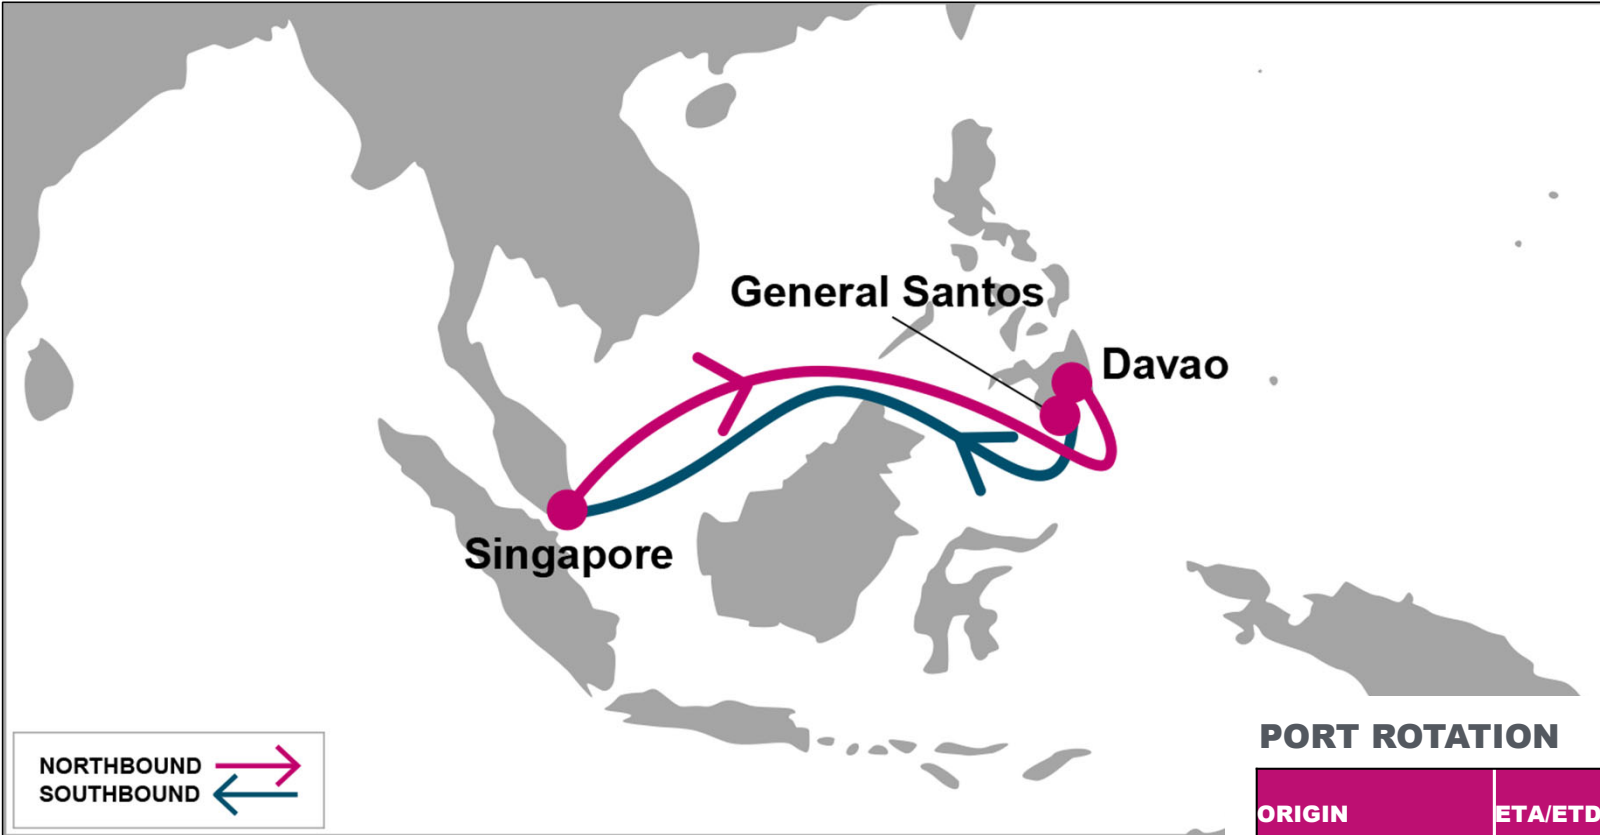 General Santos
Davao
Singapore
NORTHBOUND
SOUTHBOUND
PORT ROTATION
ORIGIN
ETA/ETD